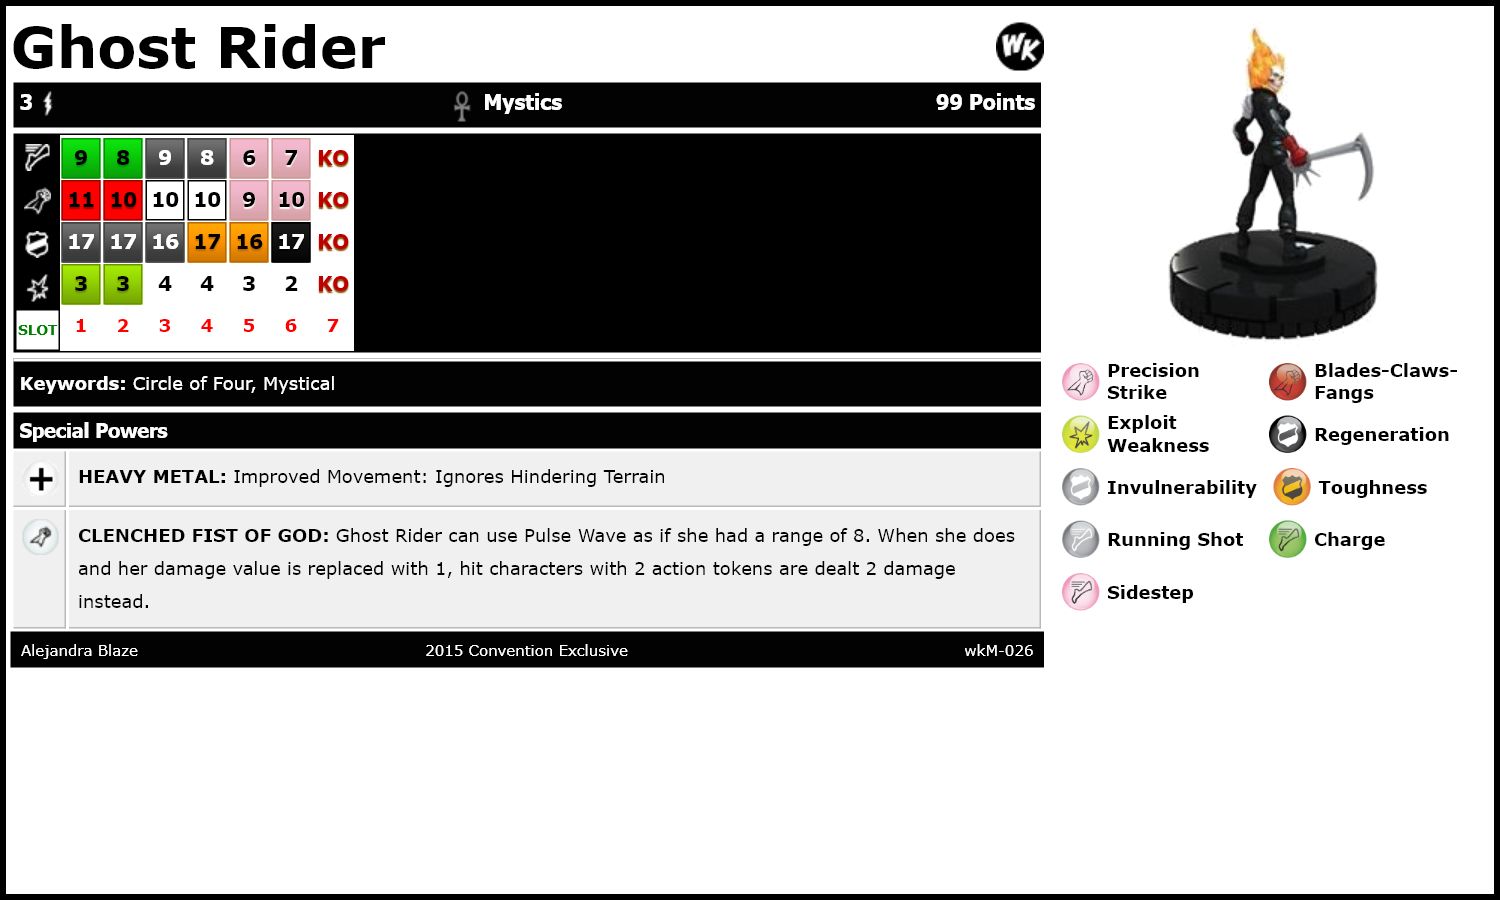 Ghost Rider
WK
3 Mystics 99 Points
9 8 9 8 6 7 KO
11 10 10 10 9 10 KO
17 17 16 17 16 17 KO
3 3 4 4 3 2 KO
SLOT 1 2 3 4 5 6 7
Keywords: Circle of Four, Mystical
Special Powers
HEAVY METAL: Improved Movement: Ignores Hindering Terrain
CLENCHED FIST OF GOD: Ghost Rider can use Pulse Wave as if she had a range of 8. When she does
and her damage value is replaced with 1, hit characters with 2 action tokens are dealt 2 damage
instead.
Alejandra Blaze 2015 Convention Exclusive wkM-026
Precision
Strike
Blades-Claws-
Fangs
Exploit
Weakness
Regeneration
Invulnerability
Toughness
Running Shot
Charge
Sidestep